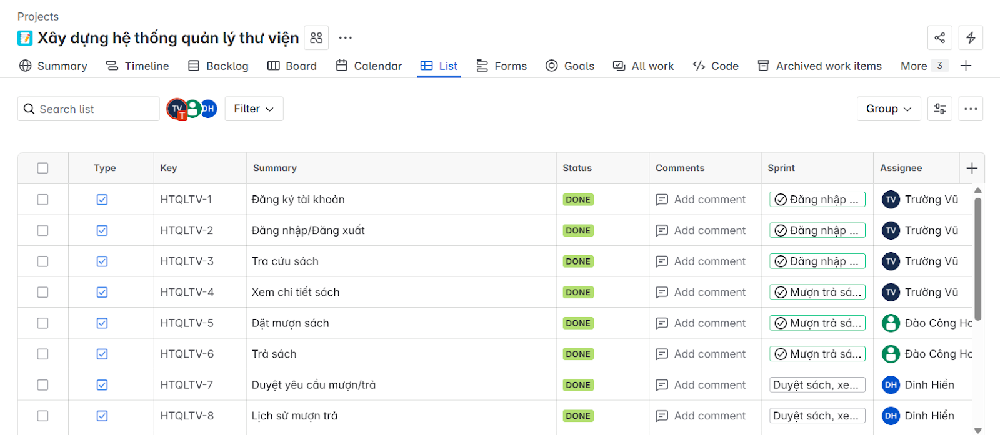 Projects
Xây dựng hệ thống quản lý thư viện
Summary Timeline Backlog Board Calendar List Forms Goals All work Code Archived work items More 3
Search list TV T DH Filter Group
Type Key Summary Status Comments Sprint Assignee
HTQLTV-1 Đăng ký tài khoản DONE Add comment Đăng nhập ... TV Trường Vũ
HTQLTV-2 Đăng nhập/Đăng xuất DONE Add comment Đăng nhập ... TV Trường Vũ
HTQLTV-3 Tra cứu sách DONE Add comment Đăng nhập ... TV Trường Vũ
HTQLTV-4 Xem chi tiết sách DONE Add comment Mượn trả sá... TV Trường Vũ
HTQLTV-5 Đặt mượn sách DONE Add comment Mượn trả sá... Đào Công Ho
HTQLTV-6 Trả sách DONE Add comment Mượn trả sá... Đào Công Ho
HTQLTV-7 Duyệt yêu cầu mượn/trả DONE Add comment Duyệt sách, xe... DH Dinh Hiển
HTQLTV-8 Lịch sử mượn trả DONE Add comment Duyệt sách, xe... DH Dinh Hiển